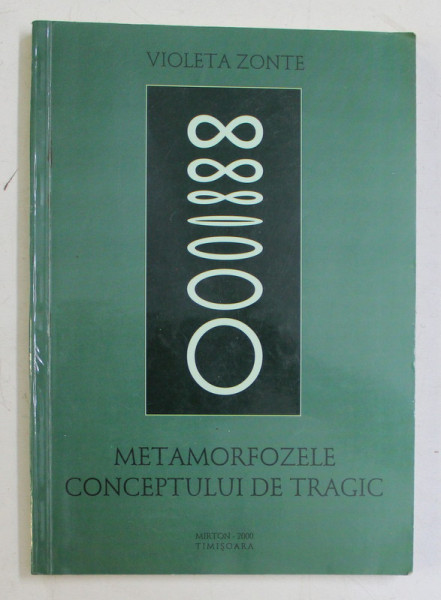 VIOLETA ZONTE
METAMORFOZELE
CONCEPTULUI DE TRAGIC
MIRTON - 2000
TIMIȘOARA